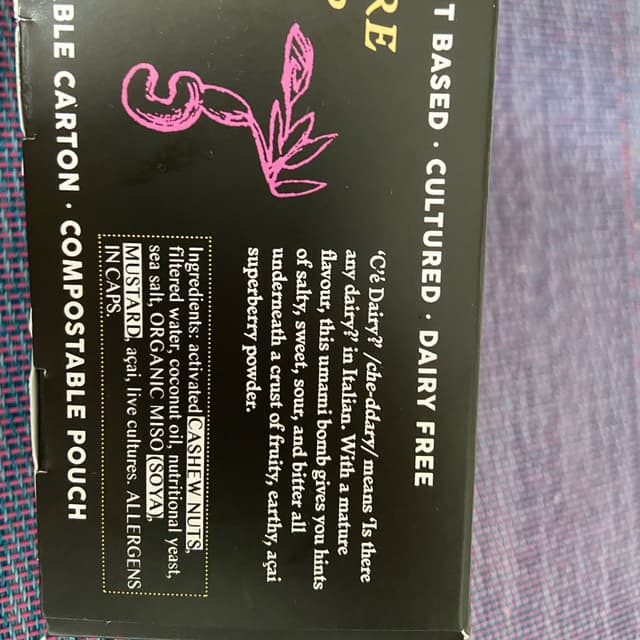 T BASED · CULTURED · DAIRY FREE
RE
'C'è Dairy?' /che-ddary/ means 'Is there
any dairy?' in Italian. With a mature
flavour, this umami bomb gives you hints
of salty, sweet, sour, and bitter all
underneath a crust of fruity, earthy, açai
superberry powder.
Ingredients: activated CASHEW NUTS,
filtered water, coconut oil, nutritional yeast,
sea salt, ORGANIC MISO (SOYA),
MUSTARD, açai, live cultures. ALLERGENS
IN CAPS.
BLE CARTON · COMPOSTABLE POUCH